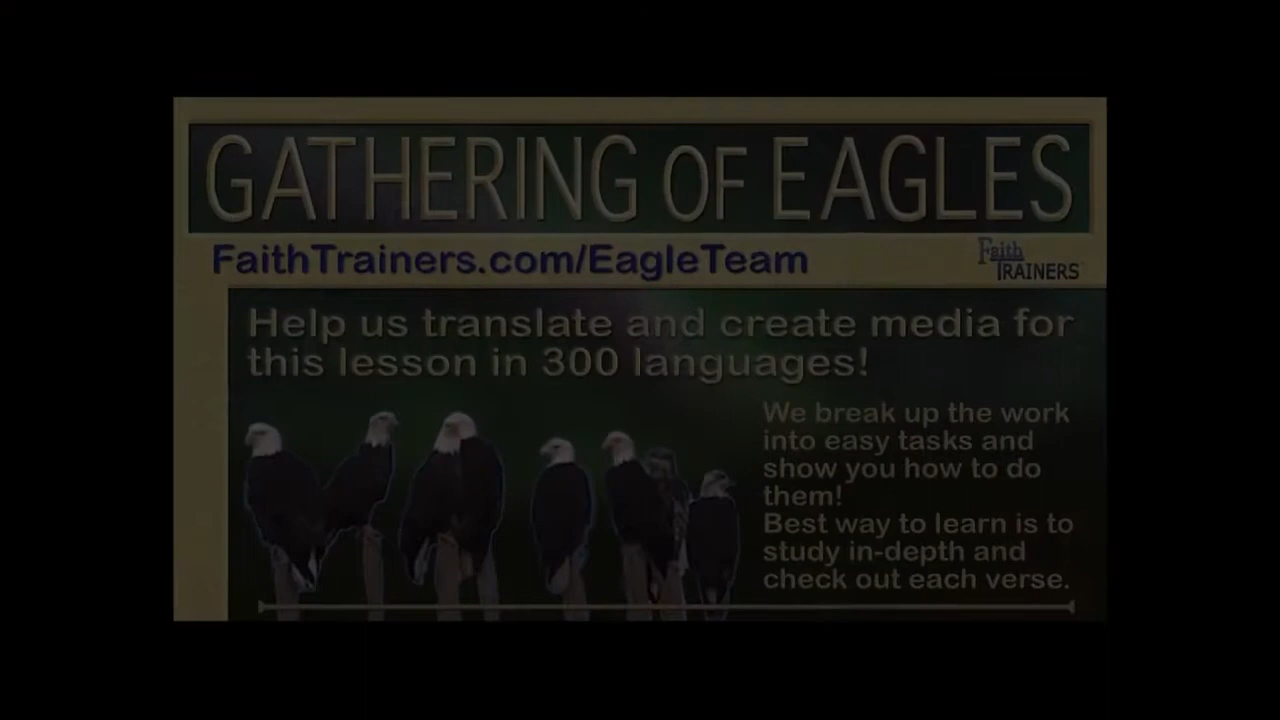 GATHERING OF EAGLES
FaithTrainers.com/EagleTeam
Faith
TRAINERS
Help us translate and create media for
this lesson in 300 languages!
We break up the work
into easy tasks and
show you how to do
them!
Best way to learn is to
study in-depth and
check out each verse.